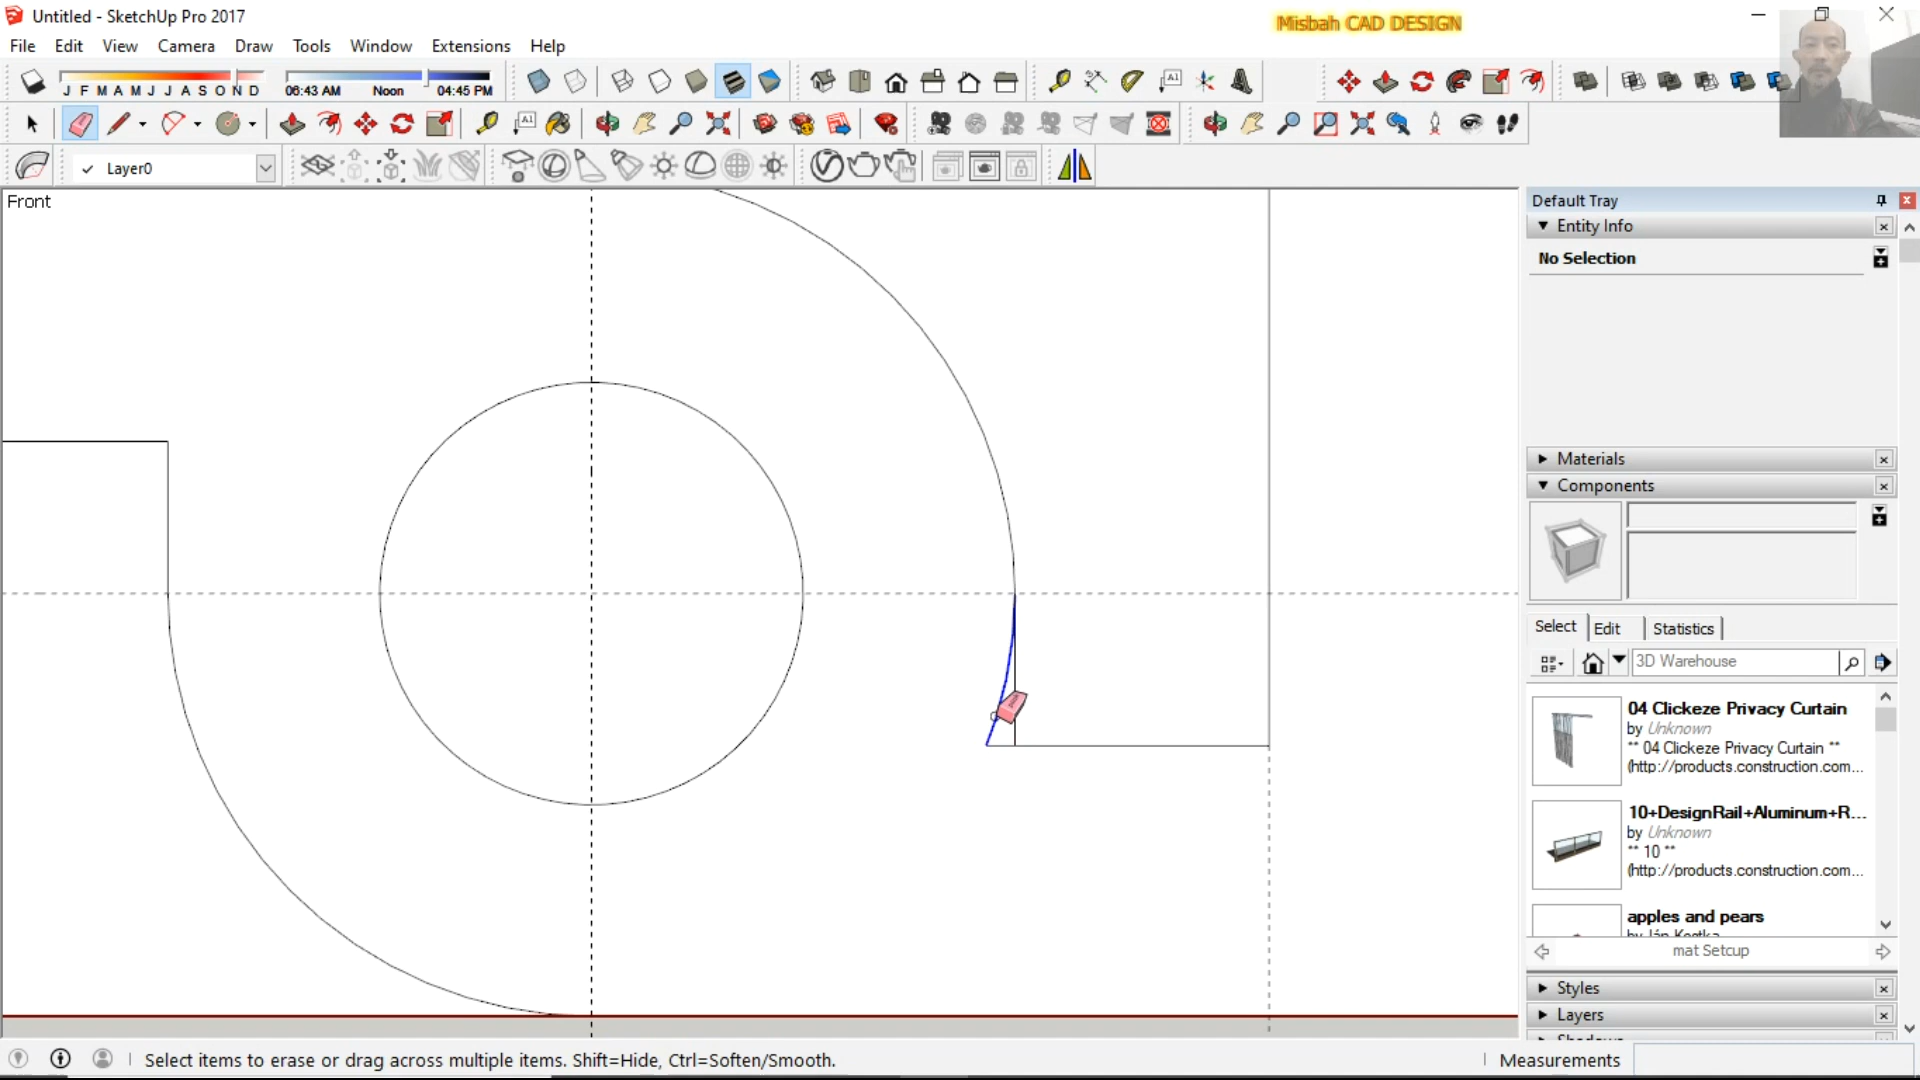 Untitled - SketchUp Pro 2017
Misbah CAD DESIGN
File Edit View Camera Draw Tools Window Extensions Help
J F M A M J J A S O N D
06:43 AM Noon 04:45 PM
A1
A1
Layer0
Front
Default Tray
Entity Info
No Selection
Materials
Components
Select Edit Statistics
3D Warehouse
04 Clickeze Privacy Curtain
by Unknown
** 04 Clickeze Privacy Curtain **
(http://products.construction.com...
10+DesignRail+Aluminum+R...
by Unknown
** 10 **
(http://products.construction.com...
apples and pears
mat Setcup
Styles
Layers
Select items to erase or drag across multiple items. Shift=Hide, Ctrl=Soften/Smooth.
Measurements